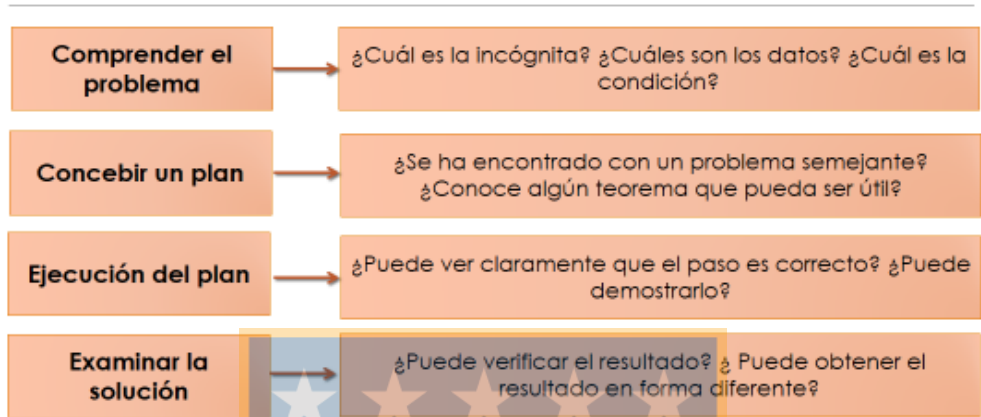 Comprender el
problema
¿Cuál es la incógnita? ¿Cuáles son los datos? ¿Cuál es la
condición?
Concebir un plan
¿Se ha encontrado con un problema semejante?
¿Conoce algún teorema que pueda ser útil?
Ejecución del plan
¿Puede ver claramente que el paso es correcto? ¿Puede
demostrarlo?
Examinar la
solución
¿Puede verificar el resultado? ¿ Puede obtener el
resultado en forma diferente?